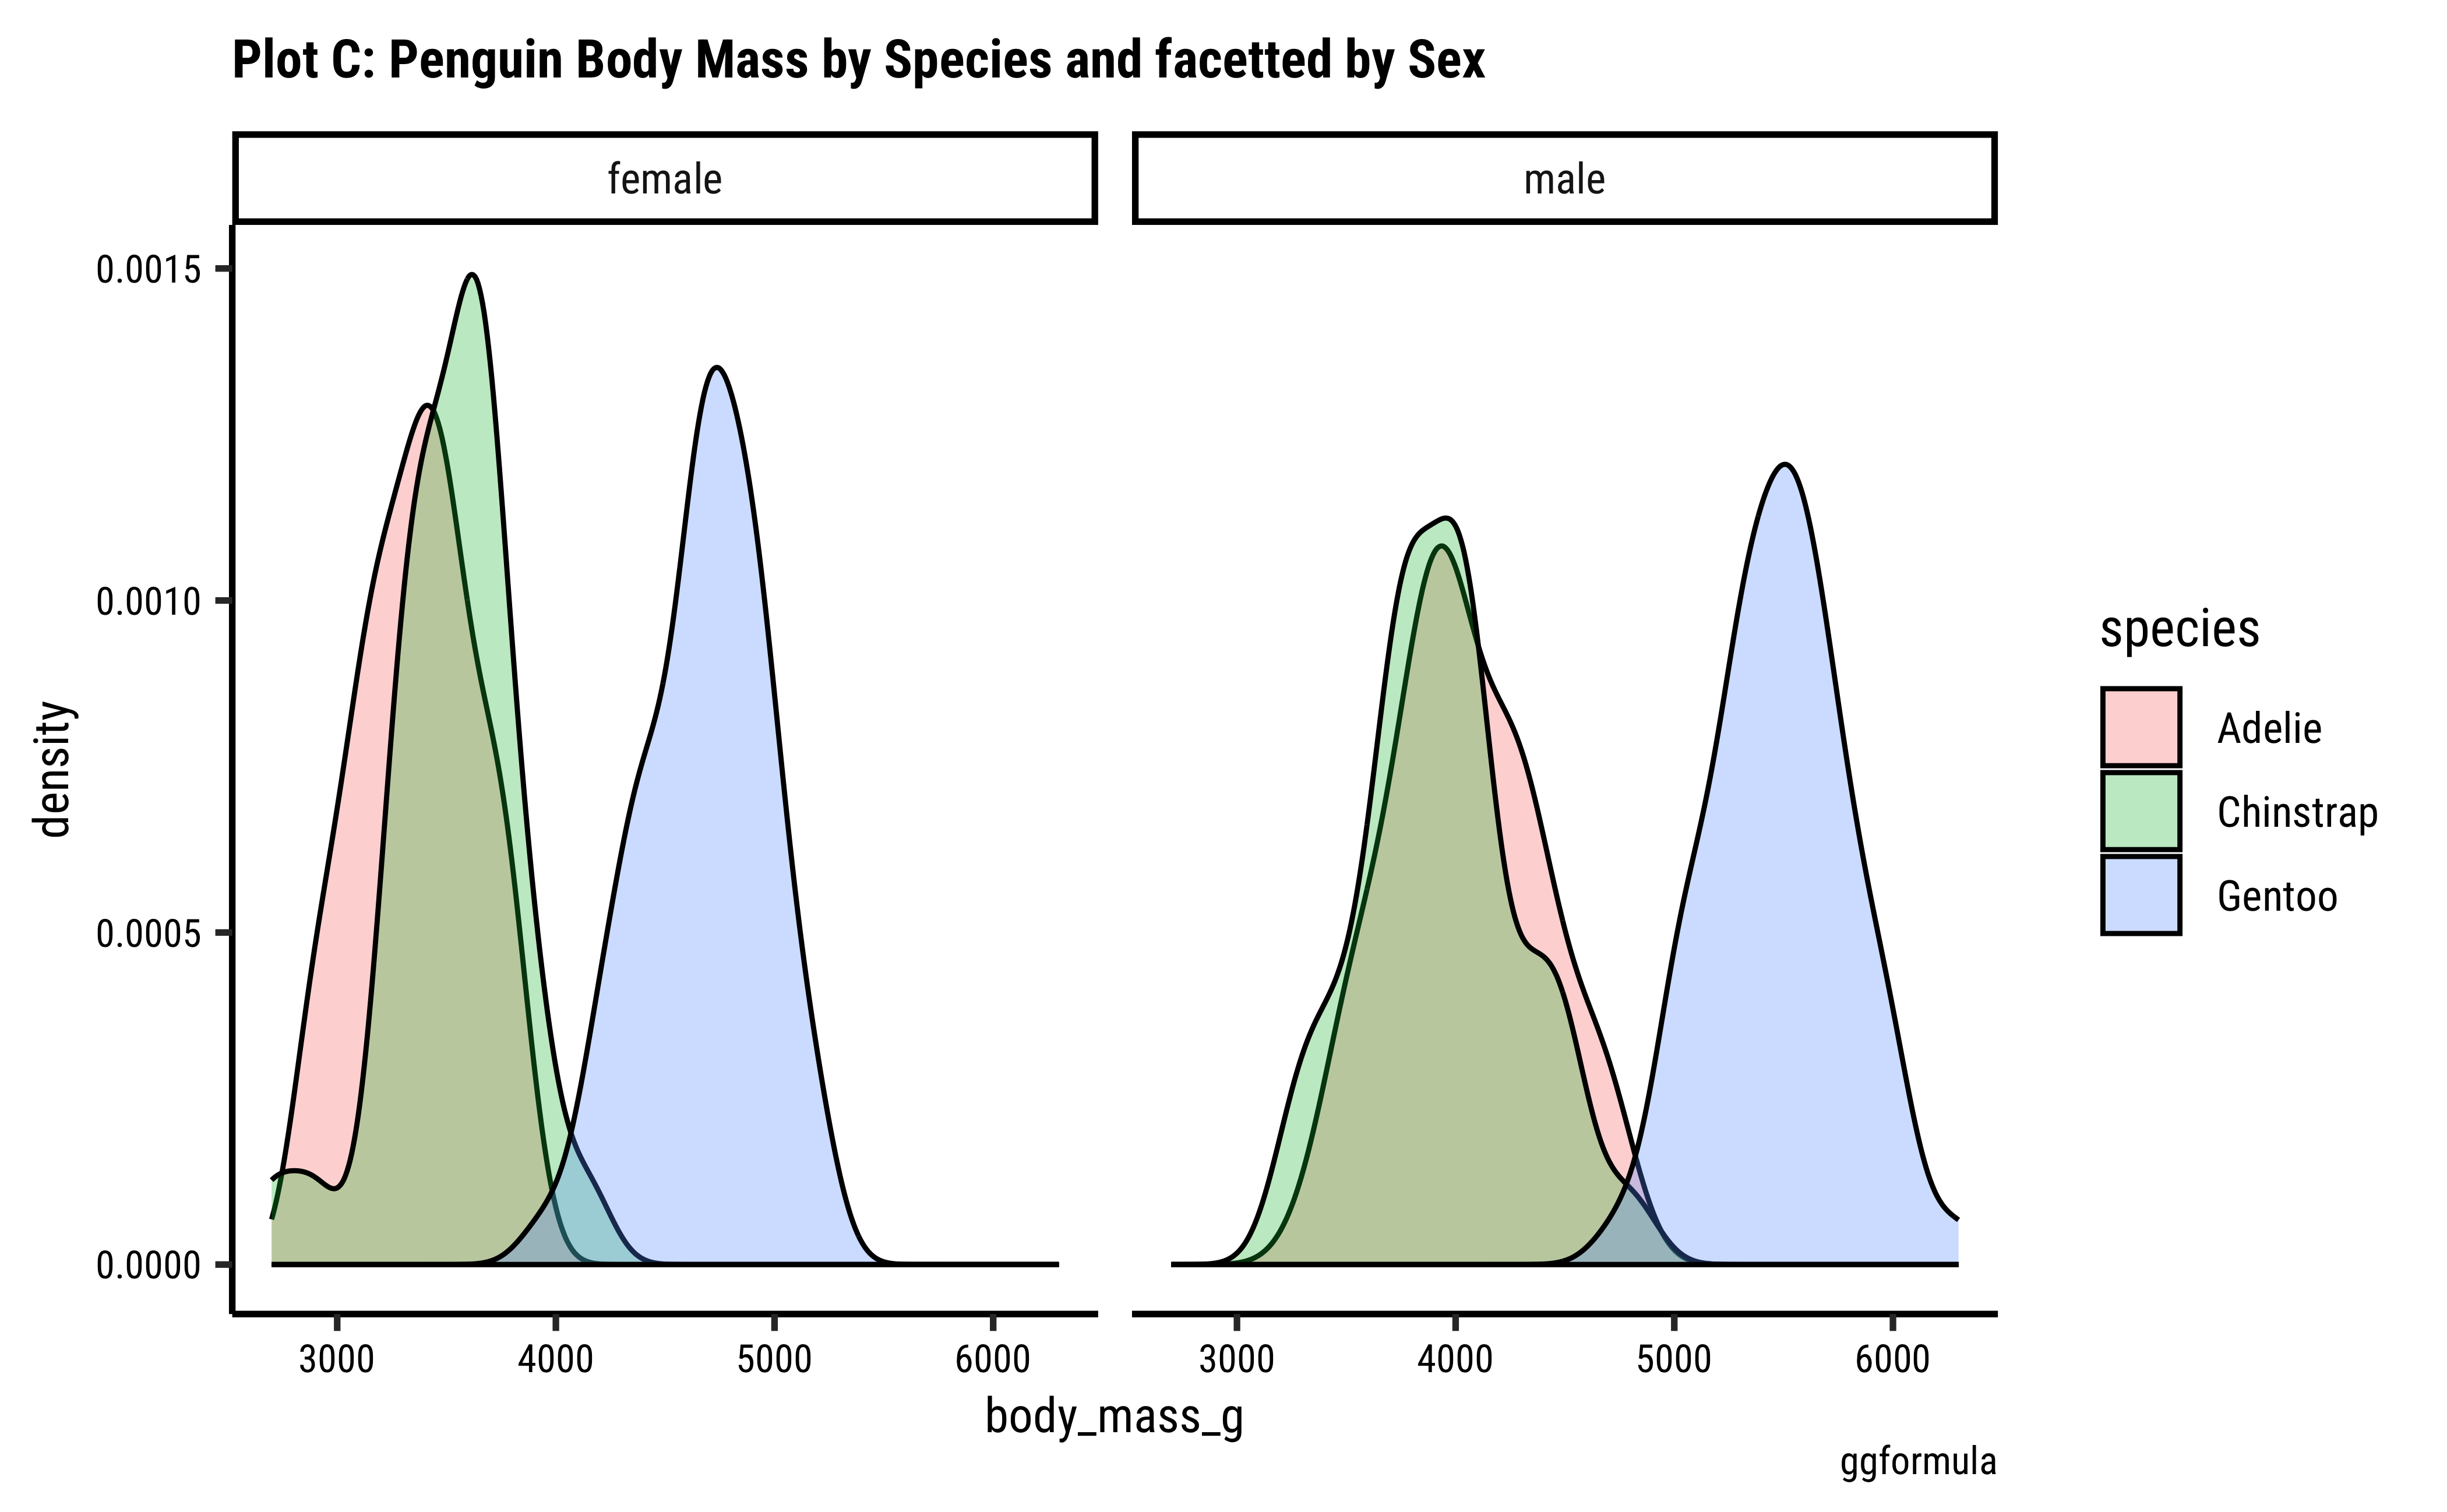 Plot C: Penguin Body Mass by Species and facetted by Sex
female
male
0.0015
0.0010
0.0005
0.0000
density
3000 4000 5000 6000
3000 4000 5000 6000
body_mass_g
species
Adelie
Chinstrap
Gentoo
ggformula